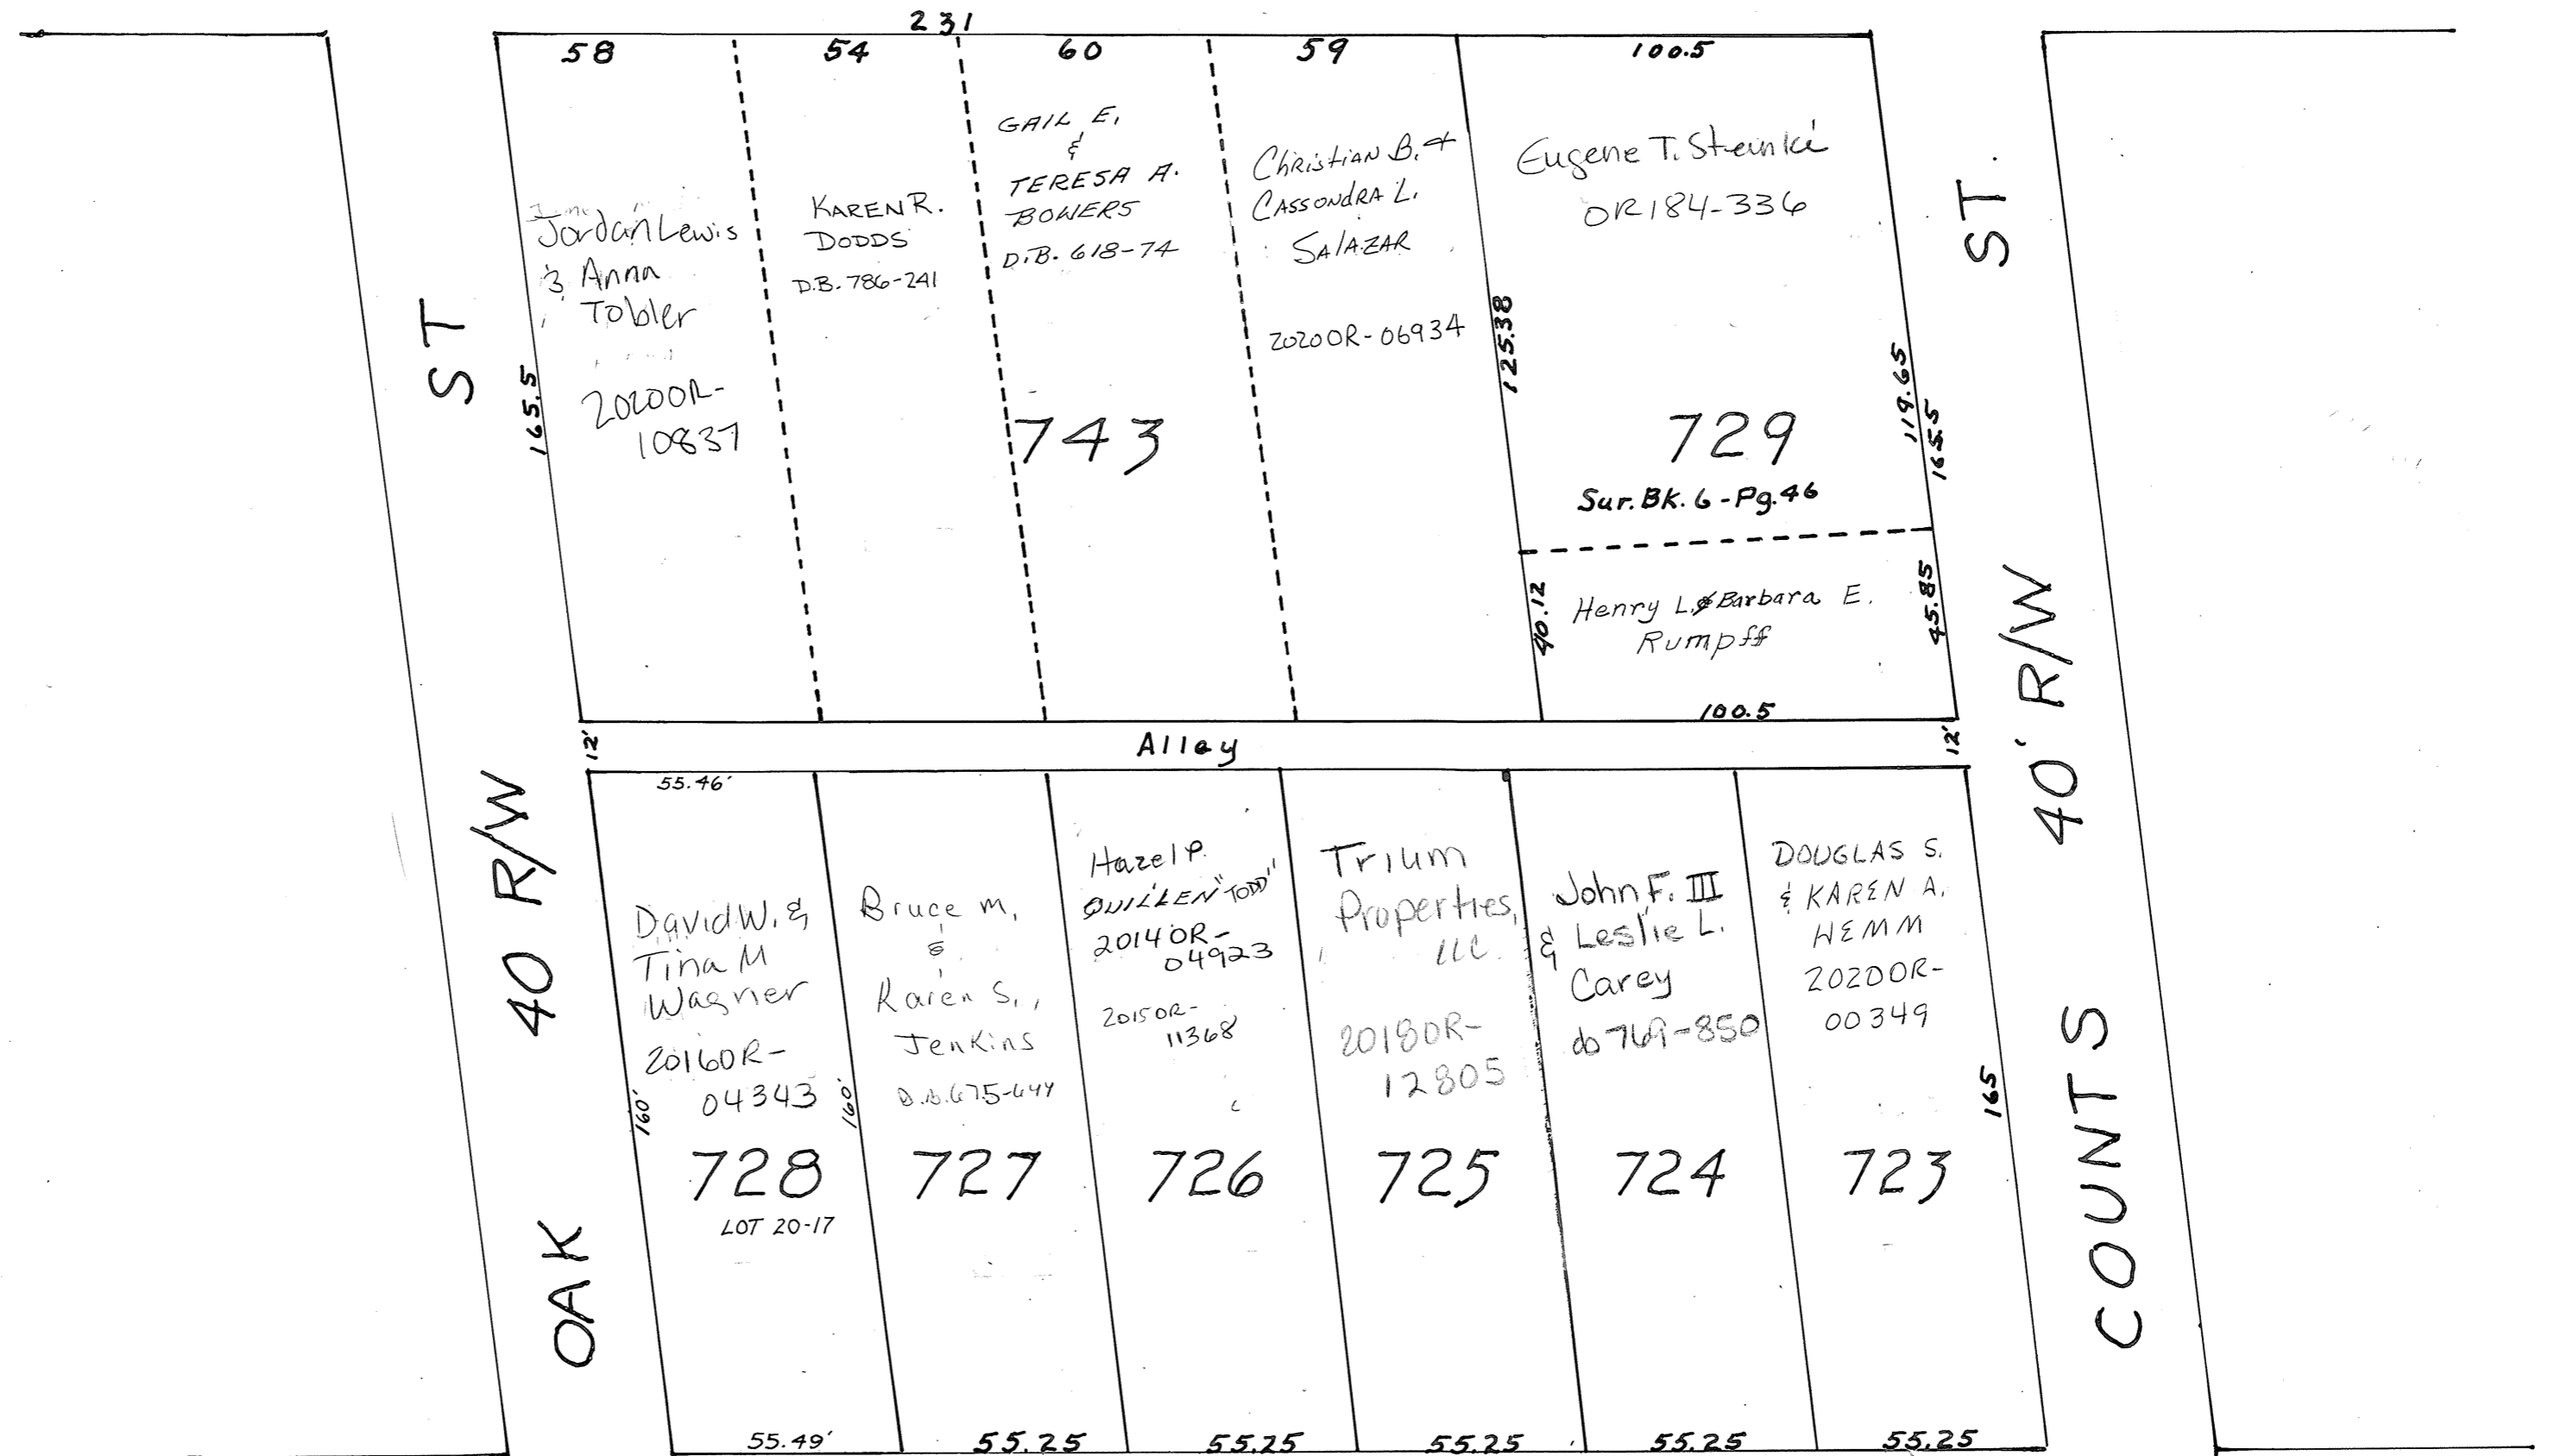 231
58
54
60
59
100.5
Jordan Lewis
& Anna
Tobler
2020OR-
10837
KAREN R.
DODDS
D.B. 786-241
GAIL E.
&
TERESA A.
BOWERS
D.B. 618-74
Christian B. &
CASSONDRA L.
SALAZAR
2020OR-06934
Eugene T. Steinke
OR184-336
165.5
743
125.38
729
Sur. Bk. 6 - Pg. 46
119.65
165.5
40.12
Henry L. & Barbara E.
Rumpff
45.85
100.5
12'
Alley
12'
55.46'
David W. &
Tina M
Wagner
2016OR-
04343
160'
160'
728
LOT 20-17
55.49'
Bruce M.
&
Karen S.,
Jenkins
D.B. 675-644
727
55.25
Hazel P.
QUILLEN "TODD"
2014OR-
04923
2015OR-
11368
726
55.25
Trium
Properties,
LLC.
2018OR-
12805
725
55.25
John F. III
& Leslie L.
Carey
db 769-850
724
55.25
DOUGLAS S.
& KAREN A.
HEMM
2020OR-
00349
165
723
55.25
OAK 40 R/W ST
COUNTS 40' R/W ST.